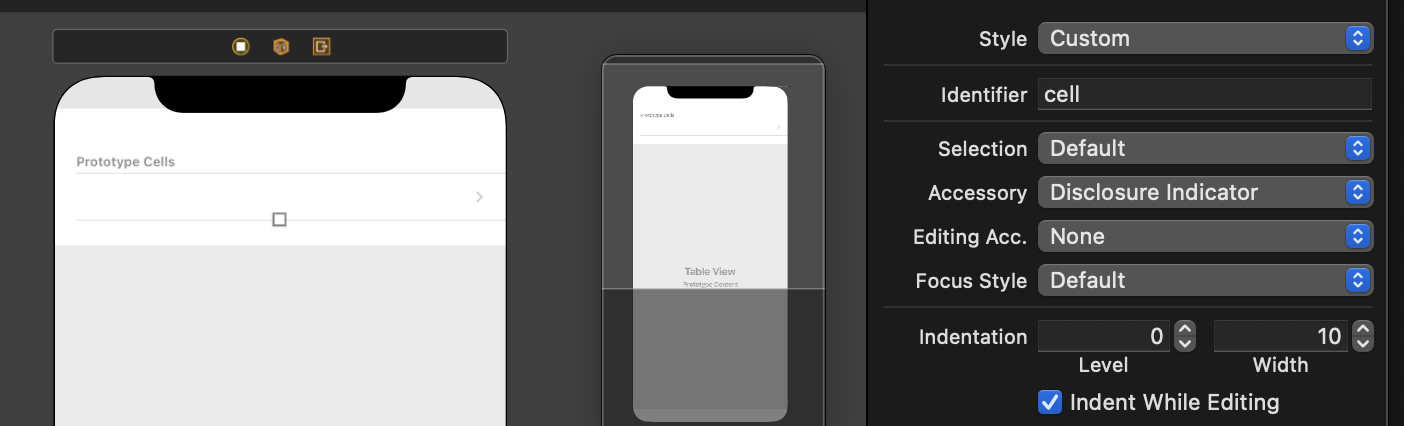 Prototype Cells
Prototype Cells
Table View
Prototype Content
Style Custom
Identifier cell
Selection Default
Accessory Disclosure Indicator
Editing Acc. None
Focus Style Default
Indentation 0 10
Level Width
Indent While Editing